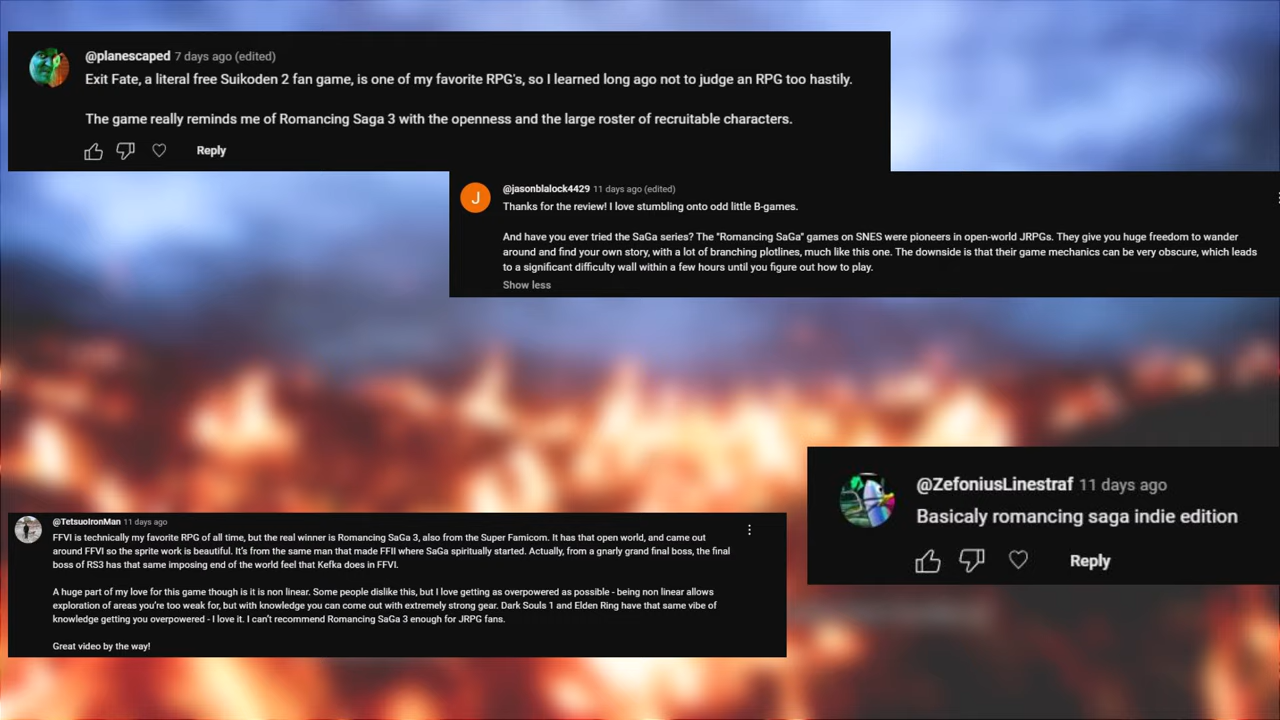 @planescaped 7 days ago (edited)
Exit Fate, a literal free Suikoden 2 fan game, is one of my favorite RPG's, so I learned long ago not to judge an RPG too hastily.
The game really reminds me of Romancing Saga 3 with the openness and the large roster of recruitable characters.
Reply
J
@jasonblalock4429 11 days ago (edited)
Thanks for the review! I love stumbling onto odd little B-games.
And have you ever tried the SaGa series? The "Romancing SaGa" games on SNES were pioneers in open-world JRPGs. They give you huge freedom to wander
around and find your own story, with a lot of branching plotlines, much like this one. The downside is that their game mechanics can be very obscure, which leads
to a significant difficulty wall within a few hours until you figure out how to play.
Show less
@ZefoniusLinestraf 11 days ago
Basicaly romancing saga indie edition
Reply
@TetsuoIronMan 11 days ago
FFVI is technically my favorite RPG of all time, but the real winner is Romancing SaGa 3, also from the Super Famicom. It has that open world, and came out
around FFVI so the sprite work is beautiful. It's from the same man that made FFII where SaGa spiritually started. Actually, from a gnarly grand final boss, the final
boss of RS3 has that same imposing end of the world feel that Kefka does in FFVI.
A huge part of my love for this game though is it is non linear. Some people dislike this, but I love getting as overpowered as possible - being non linear allows
exploration of areas you're too weak for, but with knowledge you can come out with extremely strong gear. Dark Souls 1 and Elden Ring have that same vibe of
knowledge getting you overpowered - I love it. I can't recommend Romancing SaGa 3 enough for JRPG fans.
Great video by the way!